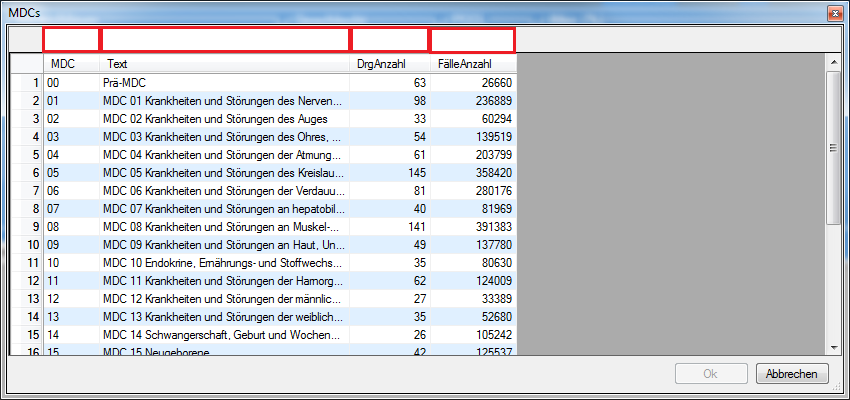 MDCs
MDC Text DrgAnzahl FälleAnzahl
1 00 Prä-MDC 63 26660
2 01 MDC 01 Krankheiten und Störungen des Nerven... 98 236889
3 02 MDC 02 Krankheiten und Störungen des Auges 33 60294
4 03 MDC 03 Krankheiten und Störungen des Ohres, ... 54 139519
5 04 MDC 04 Krankheiten und Störungen der Atmung... 61 203799
6 05 MDC 05 Krankheiten und Störungen des Kreislau... 145 358420
7 06 MDC 06 Krankheiten und Störungen der Verdauu... 81 280176
8 07 MDC 07 Krankheiten und Störungen an hepatobil... 40 81969
9 08 MDC 08 Krankheiten und Störungen an Muskel-... 141 391383
10 09 MDC 09 Krankheiten und Störungen an Haut, Un... 49 137780
11 10 MDC 10 Endokrine, Ernährungs- und Stoffwechs... 35 80630
12 11 MDC 11 Krankheiten und Störungen der Harnorg... 62 124009
13 12 MDC 12 Krankheiten und Störungen der männlic... 27 33389
14 13 MDC 13 Krankheiten und Störungen der weiblich... 35 52680
15 14 MDC 14 Schwangerschaft, Geburt und Wochen... 26 105242
16 15 MDC 15 Neugeborene 42 125537
Ok Abbrechen